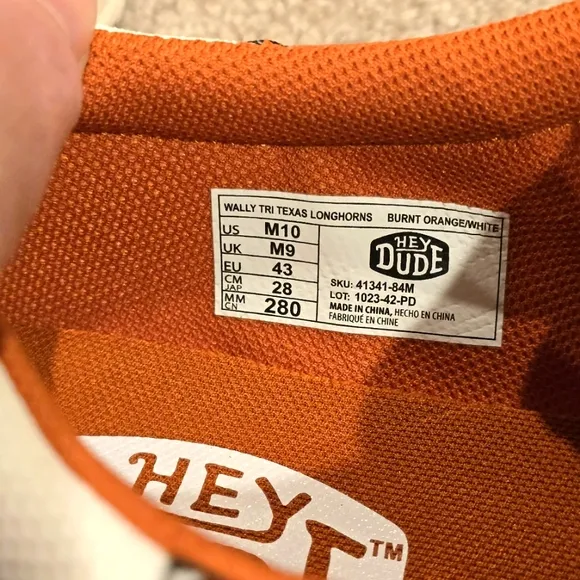 WALLY TRI TEXAS LONGHORNS BURNT ORANGE/WHITE
US M10
UK M9
EU 43
CM JAP 28
MM CN 280
HEY
DUDE
SKU: 41341-84M
LOT: 1023-42-PD
MADE IN CHINA, HECHO EN CHINA
FABRIQUÉ EN CHINE
HEY
TM